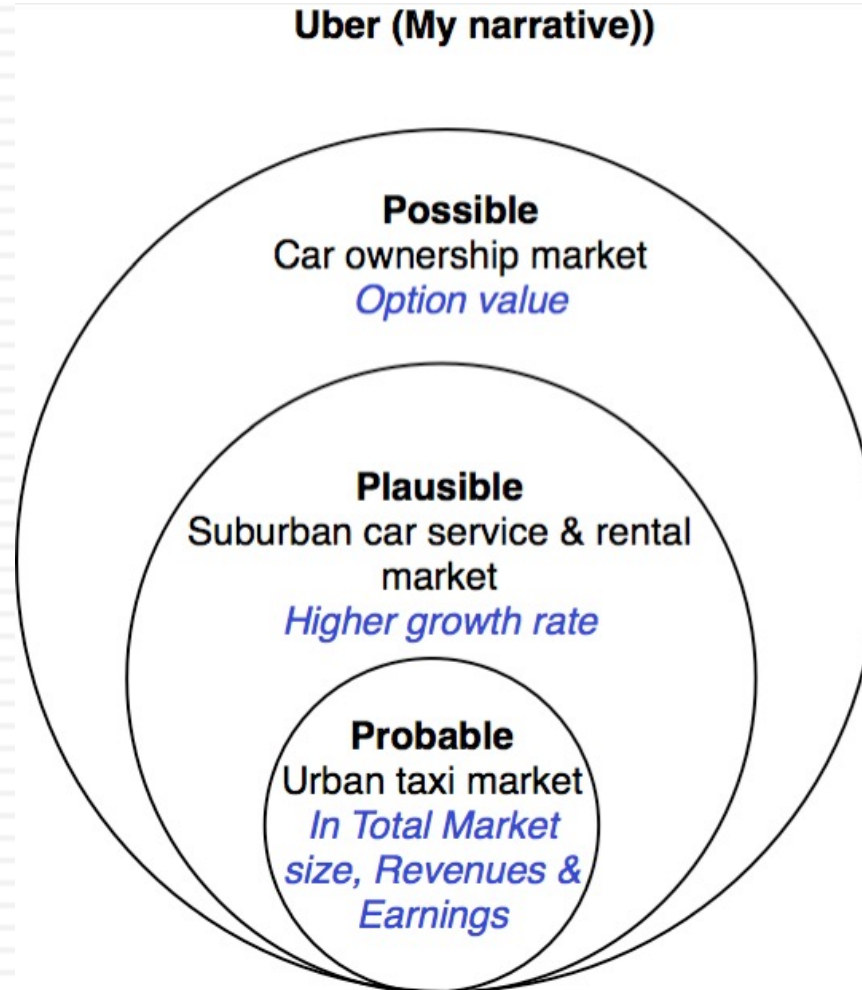 Uber (My narrative))
Possible
Car ownership market
Option value
Plausible
Suburban car service & rental
market
Higher growth rate
Probable
Urban taxi market
In Total Market
size, Revenues &
Earnings